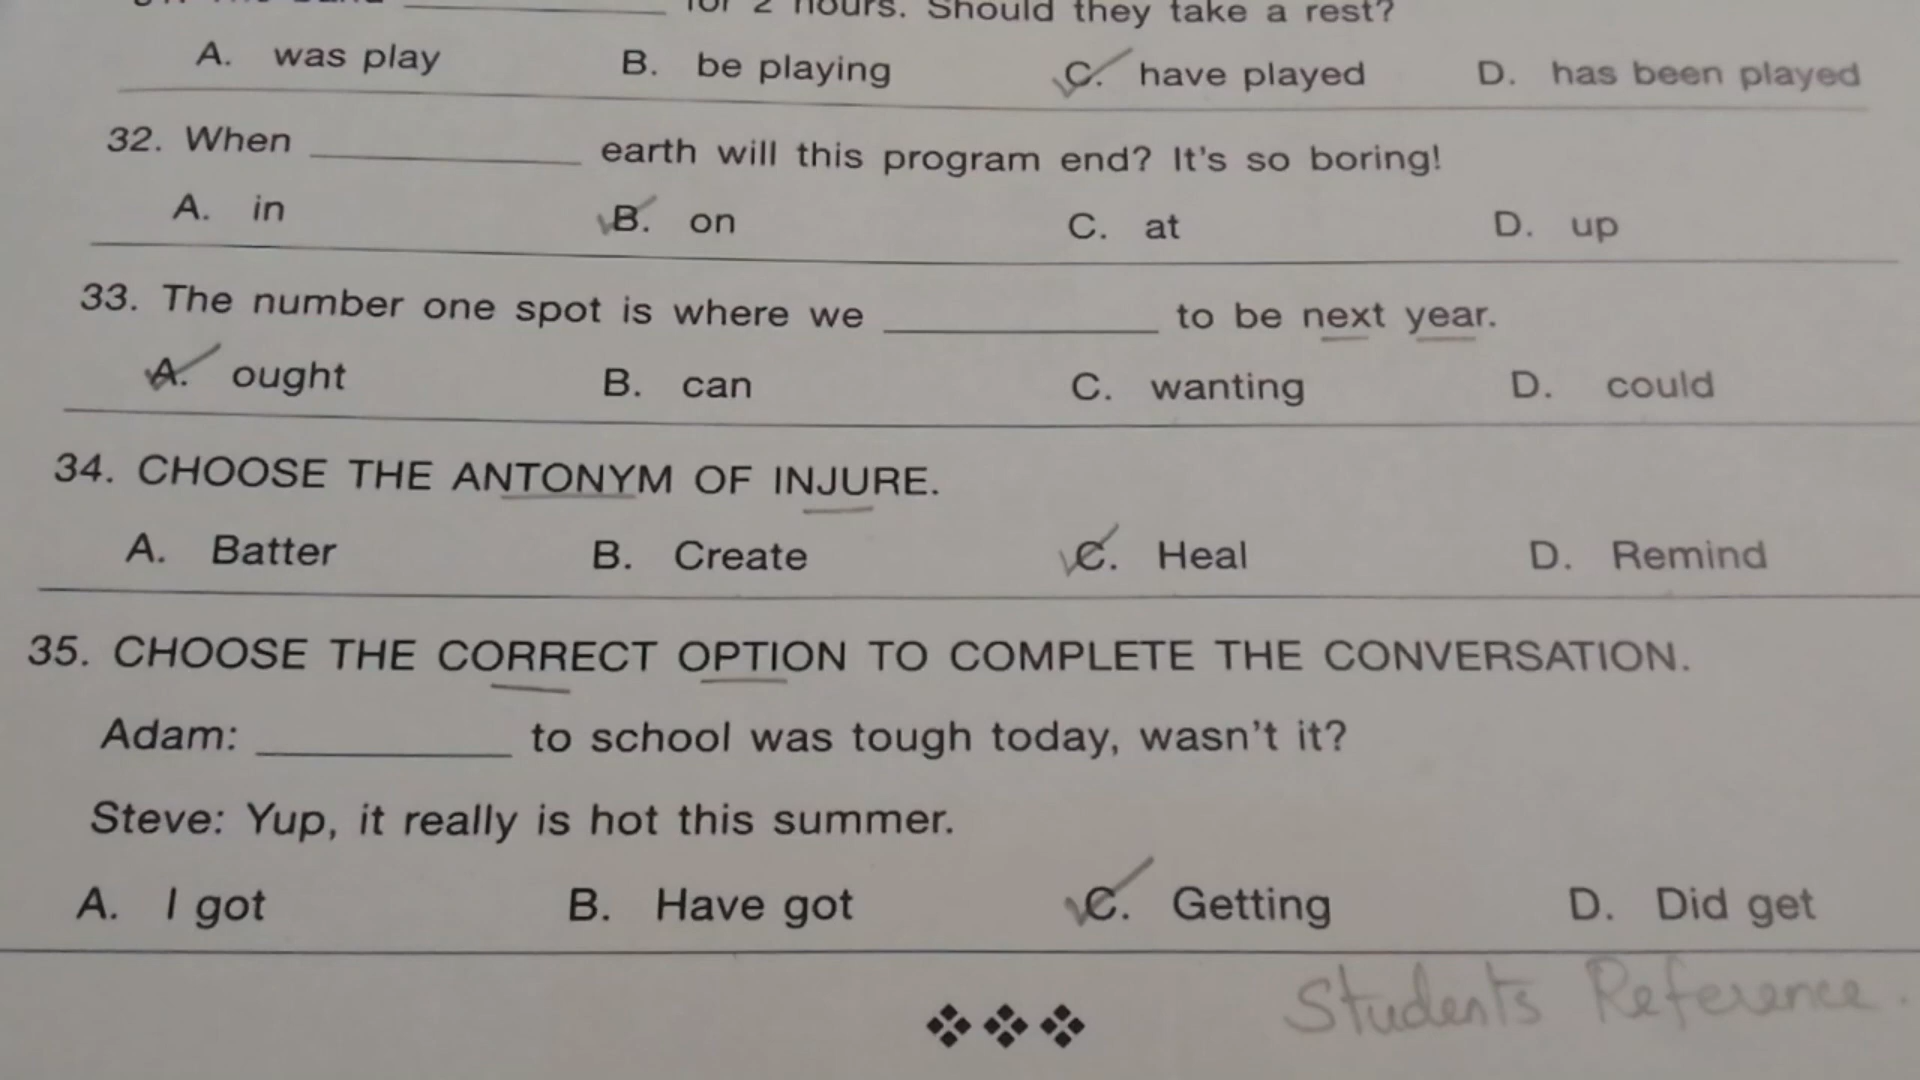 for 2 hours. Should they take a rest?
A. was play B. be playing C. have played D. has been played
32. When __________ earth will this program end? It's so boring!
A. in B. on C. at D. up
33. The number one spot is where we __________ to be next year.
A. ought B. can C. wanting D. could
34. CHOOSE THE ANTONYM OF INJURE.
A. Batter B. Create C. Heal D. Remind
35. CHOOSE THE CORRECT OPTION TO COMPLETE THE CONVERSATION.
Adam: __________ to school was tough today, wasn't it?
Steve: Yup, it really is hot this summer.
A. I got B. Have got C. Getting D. Did get
Students Reference.